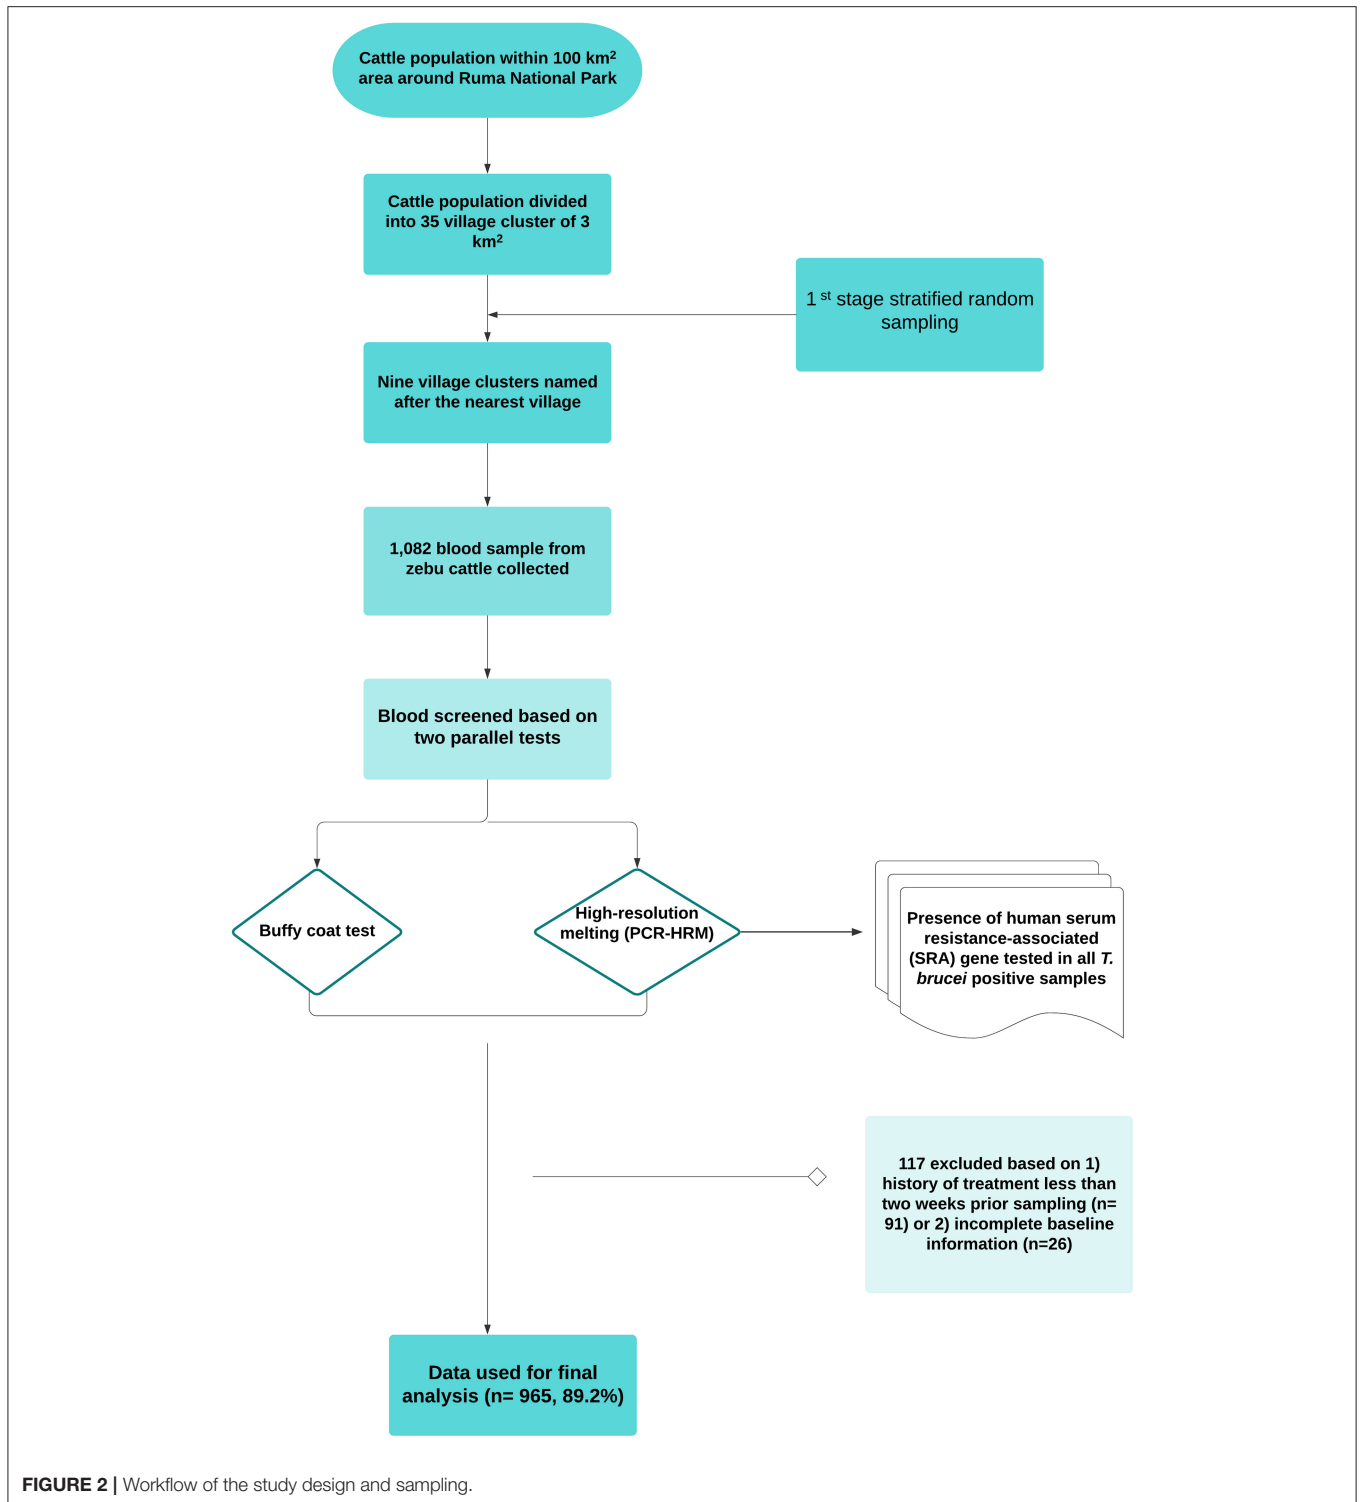 Cattle population within 100 km²
area around Ruma National Park
Cattle population divided
into 35 village cluster of 3
km²
1 st stage stratified random
sampling
Nine village clusters named
after the nearest village
1,082 blood sample from
zebu cattle collected
Blood screened based on
two parallel tests
Buffy coat test
High-resolution
melting (PCR-HRM)
Presence of human serum
resistance-associated
(SRA) gene tested in all T.
brucei positive samples
117 excluded based on 1)
history of treatment less than
two weeks prior sampling (n=
91) or 2) incomplete baseline
information (n=26)
Data used for final
analysis (n= 965, 89.2%)
FIGURE 2 | Workflow of the study design and sampling.